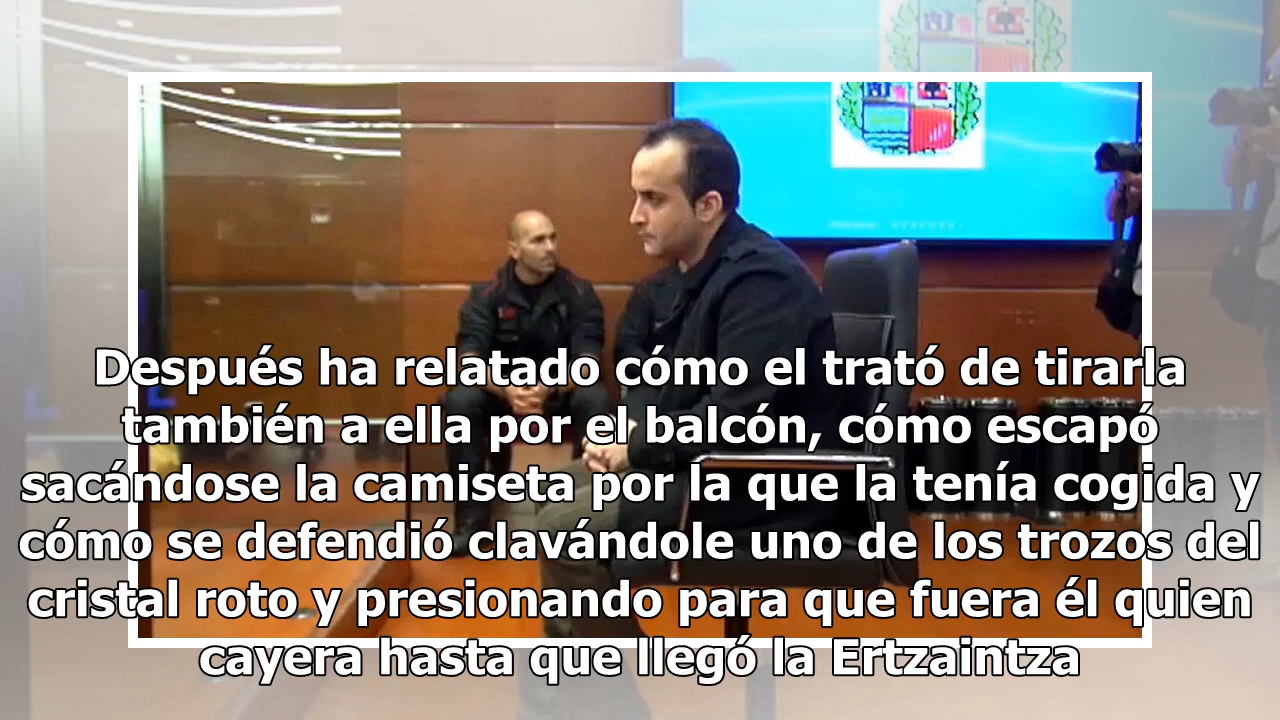 Después ha relatado cómo el trató de tirarla
también a ella por el balcón, cómo escapó
sacándose la camiseta por la que la tenía cogida y
cómo se defendió clavándole uno de los trozos del
cristal roto y presionando para que fuera él quien
cayera hasta que llegó la Ertzaintza